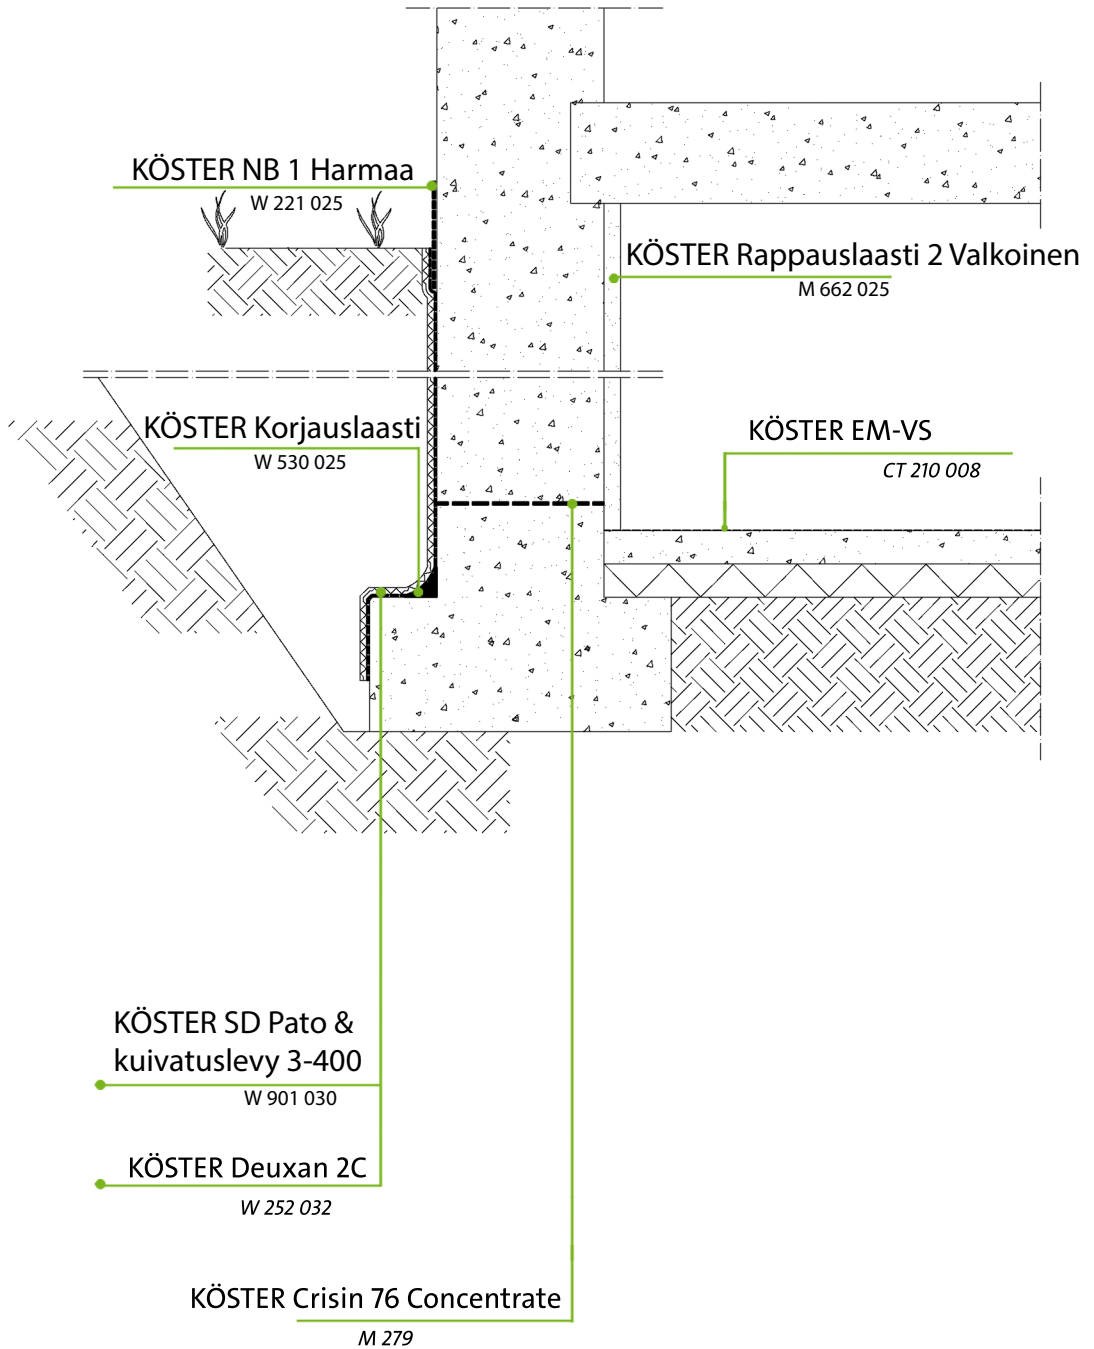 KÖSTER NB 1 Harmaa
W 221 025
KÖSTER Rappauslaasti 2 Valkoinen
M 662 025
KÖSTER Korjauslaasti
W 530 025
KÖSTER EM-VS
CT 210 008
KÖSTER SD Pato &
kuivatuslevy 3-400
W 901 030
KÖSTER Deuxan 2C
W 252 032
KÖSTER Crisin 76 Concentrate
M 279